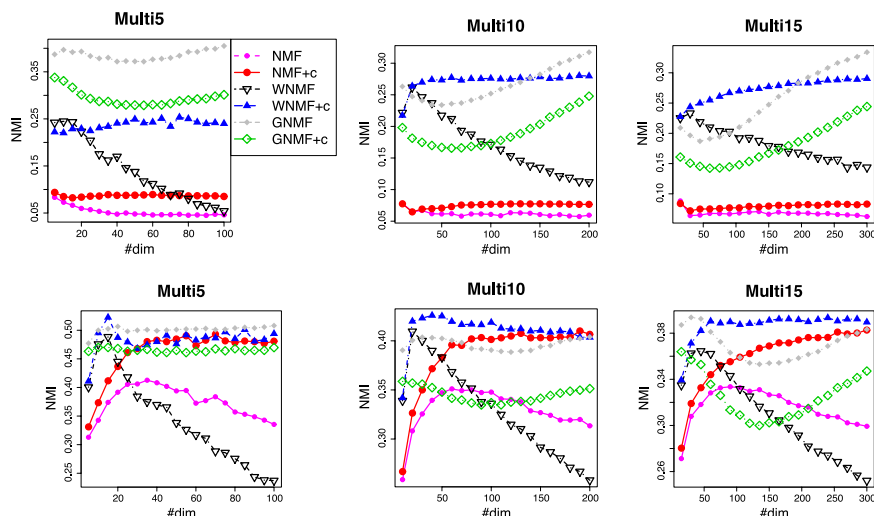 Multi5
Multi10
Multi15
NMI
0.05
0.15
0.25
0.35
20
40
60
80
100
#dim
NMF
NMF+c
WNMF
WNMF+c
GNMF
GNMF+c
NMI
0.05
0.10
0.15
0.20
0.25
0.30
50
100
150
200
#dim
NMI
0.10
0.15
0.20
0.25
0.30
50
100
150
200
250
300
#dim
Multi5
Multi10
Multi15
NMI
0.25
0.30
0.35
0.40
0.45
0.50
20
40
60
80
100
#dim
NMI
0.30
0.35
0.40
50
100
150
200
#dim
NMI
0.26
0.30
0.34
0.38
50
100
150
200
250
300
#dim